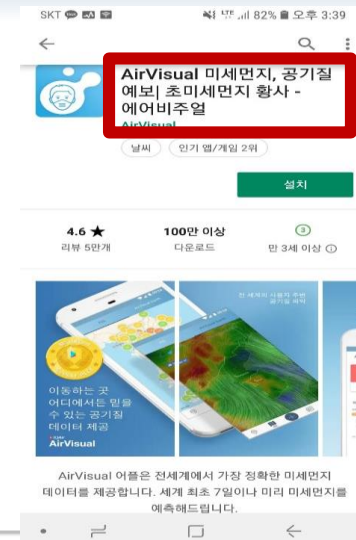 SKT LTE 82% 오후 3:39
AirVisual 미세먼지, 공기질
예보| 초미세먼지 황사 -
에어비주얼
AirVisual
날씨 인기 앱/게임 2위
설치
4.6 ★ 100만 이상 3
리뷰 5만개 다운로드 만 3세 이상
전 세계의 사용자 주변
공기질 파악
이동하는 곳
어디에서든 믿을
수 있는 공기질
데이터 제공
AirVisual
AirVisual 어플은 전세계에서 가장 정확한 미세먼지
데이터를 제공합니다. 세계 최초 7일이나 미리 미세먼지를
예측해드립니다.